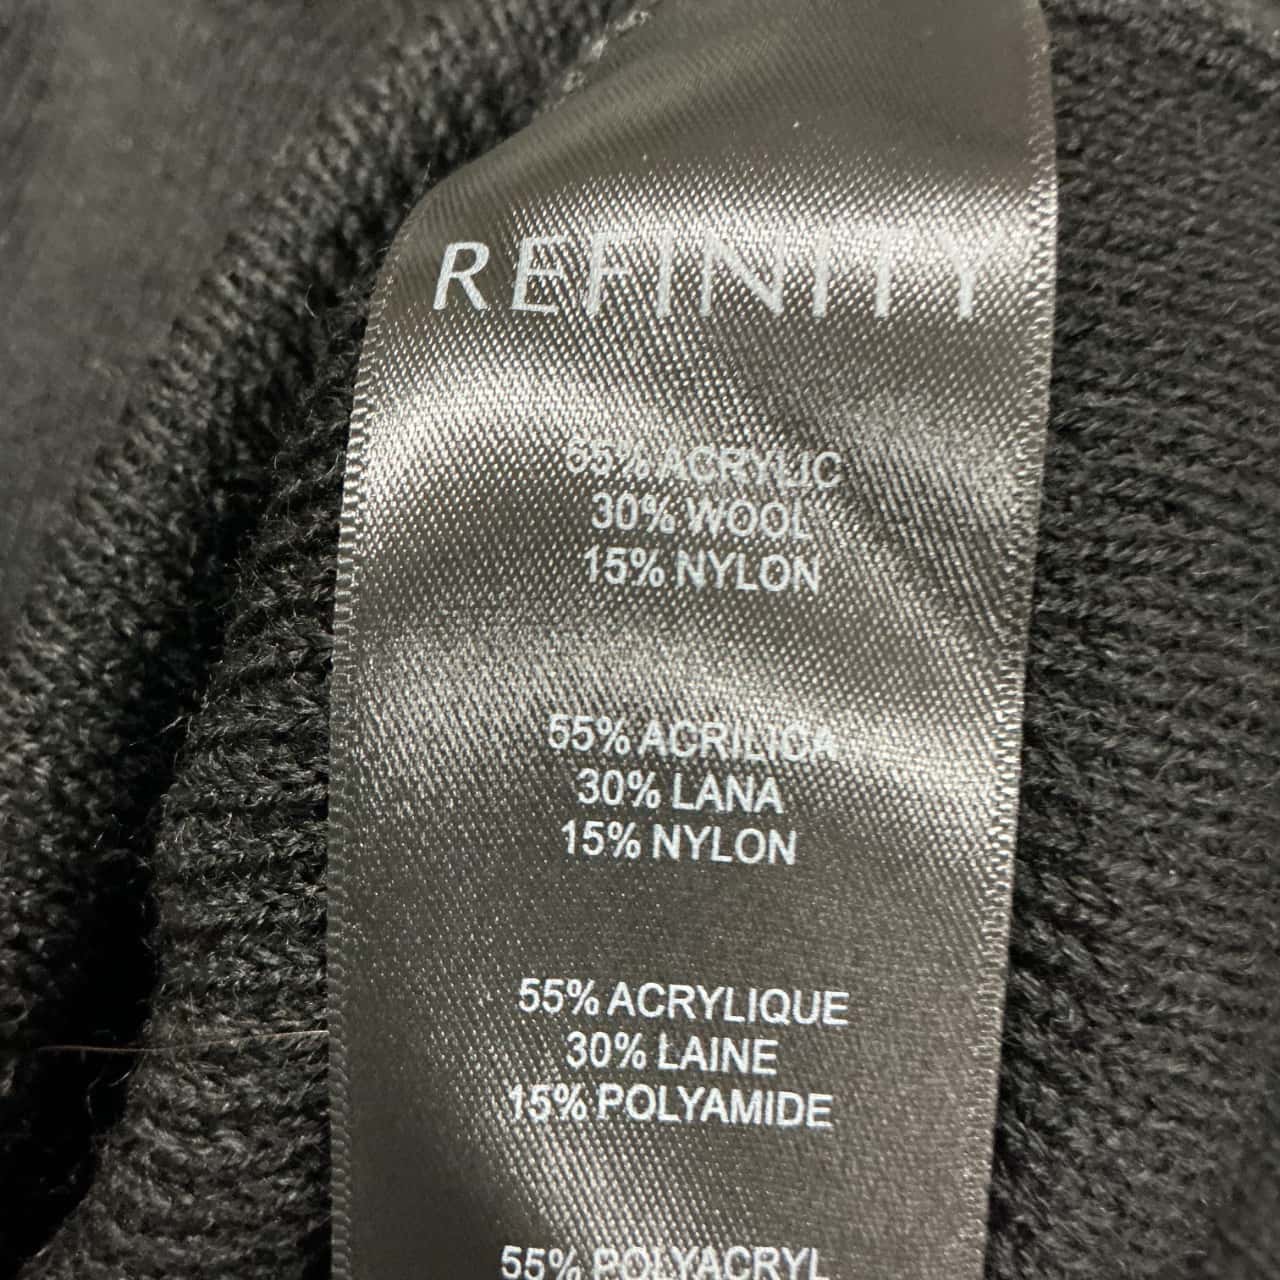 REFINITY
55% ACRYLIC
30% WOOL
15% NYLON
55% ACRILICA
30% LANA
15% NYLON
55% ACRYLIQUE
30% LAINE
15% POLYAMIDE
55% POLYACRYL